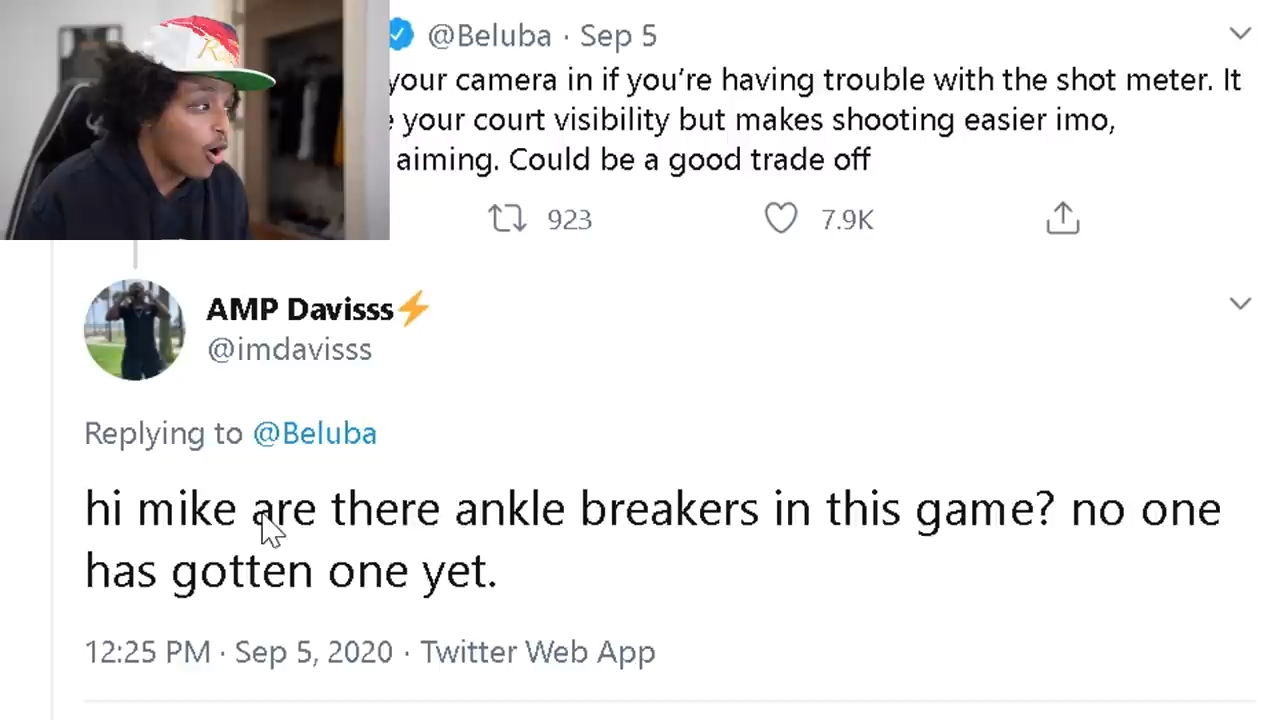 @Beluba · Sep 5
your camera in if you're having trouble with the shot meter. It
your court visibility but makes shooting easier imo,
aiming. Could be a good trade off
923 7.9K
AMP Davisss⚡
@imdavisss
Replying to @Beluba
hi mike are there ankle breakers in this game? no one
has gotten one yet.
12:25 PM · Sep 5, 2020 · Twitter Web App